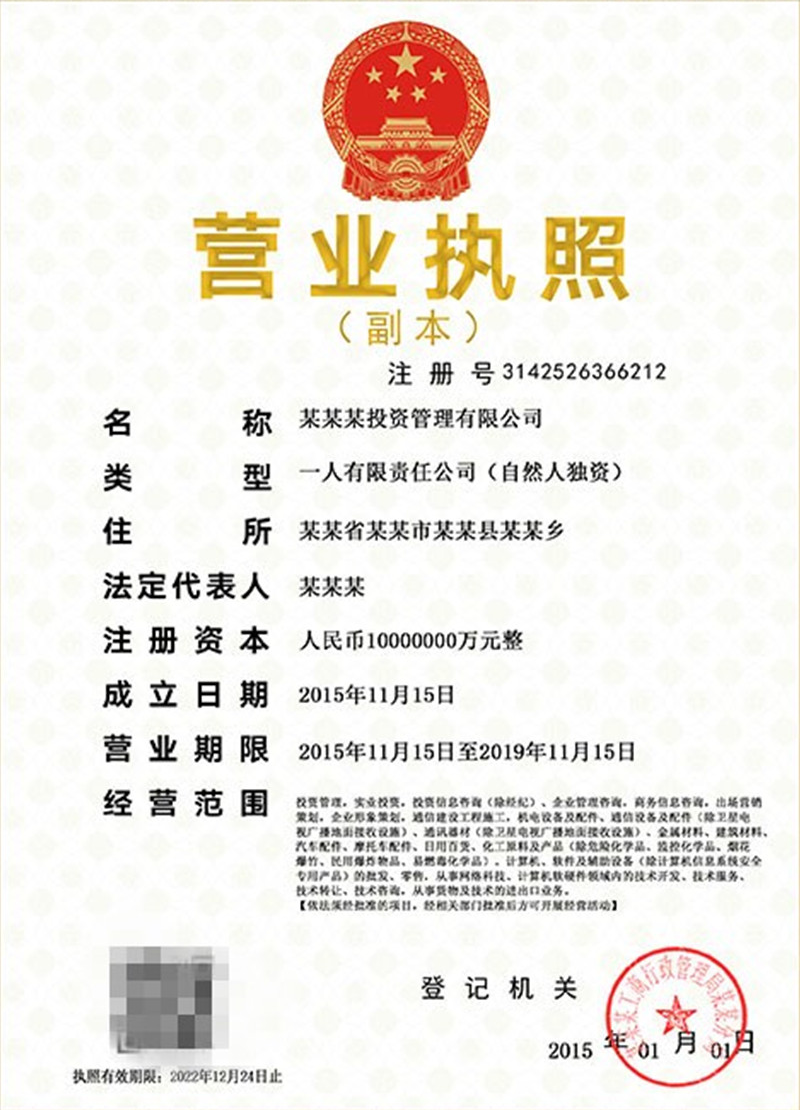 营业执照
（副本）
注册号3142526366212
名称 某某某投资管理有限公司
类型 一人有限责任公司（自然人独资）
住所 某某省某某市某某县某某乡
法定代表人 某某某
注册资本 人民币10000000万元整
成立日期 2015年11月15日
营业期限 2015年11月15日至2019年11月15日
经营范围 投资管理，实业投资，投资信息咨询（除经纪）、企业管理咨询，商务信息咨询，出场营销
策划，企业形象策划，通信建设工程施工，机电设备及配件、通信设备及配件（除卫星电
视广播地面接收设施）、通讯器材（除卫星电视广播地面接收设施）、金属材料、建筑材料、
汽车配件、摩托车配件、日用百货、化工原料及产品（除危险化学品、监控化学品、烟花
爆竹、民用爆炸物品、易燃毒化学品）。计算机、软件及辅助设备（除计算机信息系统安全
专用产品）的批发、零售，从事网络科技、计算机软硬件领域内的技术开发、技术服务、
技术转让、技术咨询，从事货物及技术的进出口业务。
【依法须经批准的项目，经相关部门批准后方可开展经营活动】
登记机关
某某工商行政管理局某某分
2015年01月01日
执照有效期限：2022年12月24日止